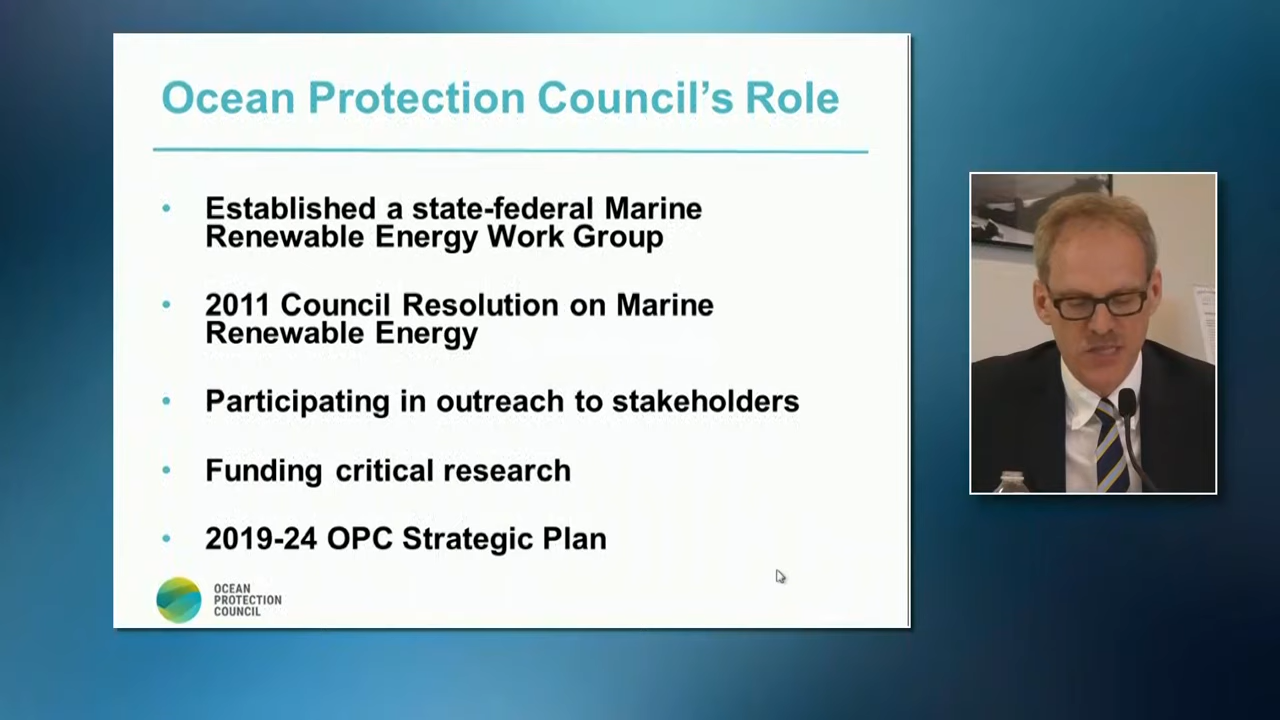 Ocean Protection Council's Role
• Established a state-federal Marine
Renewable Energy Work Group
• 2011 Council Resolution on Marine
Renewable Energy
• Participating in outreach to stakeholders
• Funding critical research
• 2019-24 OPC Strategic Plan
OCEAN
PROTECTION
COUNCIL